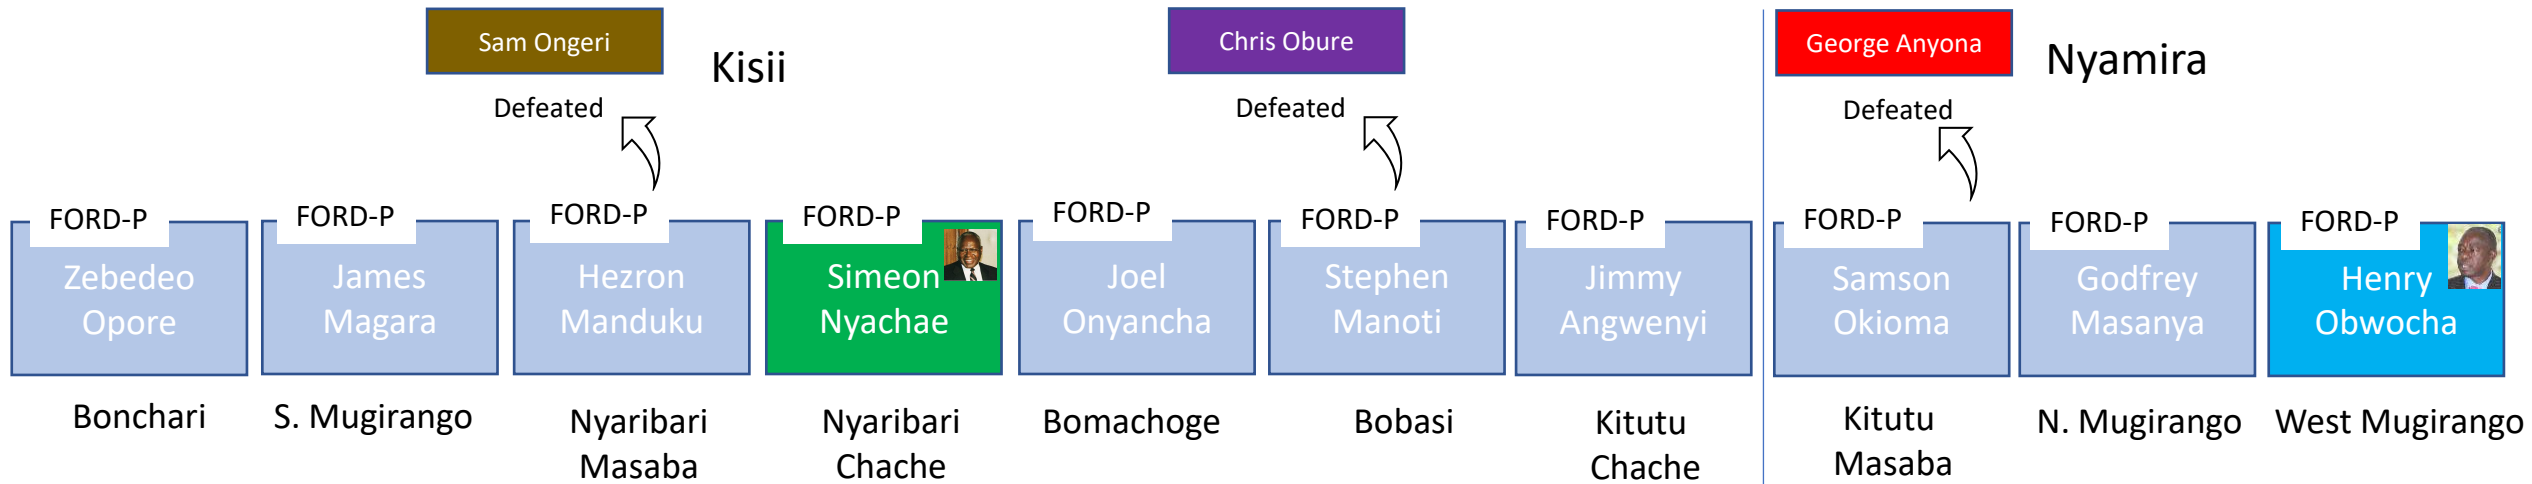 Sam Ongeri
Kisii
Chris Obure
George Anyona
Nyamira
Defeated
Defeated
Defeated
FORD-P
FORD-P
FORD-P
FORD-P
FORD-P
FORD-P
FORD-P
FORD-P
FORD-P
FORD-P
Zebedeo
Opore
James
Magara
Hezron
Manduku
Simeon
Nyachae
Joel
Onyancha
Stephen
Manoti
Jimmy
Angwenyi
Samson
Okioma
Godfrey
Masanya
Henry
Obwocha
Bonchari
S. Mugirango
Nyaribari
Masaba
Nyaribari
Chache
Bomachoge
Bobasi
Kitutu
Chache
Kitutu
Masaba
N. Mugirango
West Mugirango